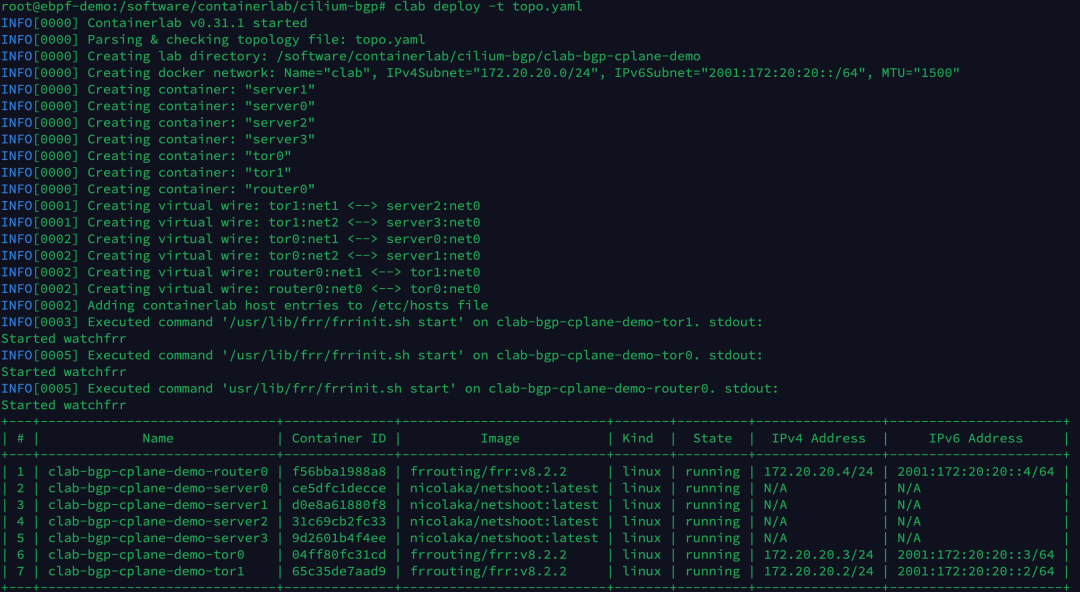 root@ebpf-demo:/software/containerlab/cilium-bgp# clab deploy -t topo.yaml
INFO[0000] Containerlab v0.31.1 started
INFO[0000] Parsing & checking topology file: topo.yaml
INFO[0000] Creating lab directory: /software/containerlab/cilium-bgp/clab-bgp-cplane-demo
INFO[0000] Creating docker network: Name="clab", IPv4Subnet="172.20.20.0/24", IPv6Subnet="2001:172:20:20::/64", MTU="1500"
INFO[0000] Creating container: "server1"
INFO[0000] Creating container: "server0"
INFO[0000] Creating container: "server2"
INFO[0000] Creating container: "server3"
INFO[0000] Creating container: "tor0"
INFO[0000] Creating container: "tor1"
INFO[0000] Creating container: "router0"
INFO[0001] Creating virtual wire: tor1:net1 <--> server2:net0
INFO[0001] Creating virtual wire: tor1:net2 <--> server3:net0
INFO[0002] Creating virtual wire: tor0:net1 <--> server0:net0
INFO[0002] Creating virtual wire: tor0:net2 <--> server1:net0
INFO[0002] Creating virtual wire: router0:net1 <--> tor1:net0
INFO[0002] Creating virtual wire: router0:net0 <--> tor0:net0
INFO[0002] Adding containerlab host entries to /etc/hosts file
INFO[0003] Executed command '/usr/lib/frr/frrinit.sh start' on clab-bgp-cplane-demo-tor1. stdout:
Started watchfrr
INFO[0005] Executed command '/usr/lib/frr/frrinit.sh start' on clab-bgp-cplane-demo-tor0. stdout:
Started watchfrr
INFO[0005] Executed command 'usr/lib/frr/frrinit.sh start' on clab-bgp-cplane-demo-router0. stdout:
Started watchfrr
+---+------------------------------+--------------+--------------------------+-------+---------+----------------+----------------------+
| # | Name | Container ID | Image | Kind | State | IPv4 Address | IPv6 Address |
+---+------------------------------+--------------+--------------------------+-------+---------+----------------+----------------------+
| 1 | clab-bgp-cplane-demo-router0 | f56bba1988a8 | frrouting/frr:v8.2.2 | linux | running | 172.20.20.4/24 | 2001:172:20:20::4/64 |
| 2 | clab-bgp-cplane-demo-server0 | ce5dfc1decce | nicolaka/netshoot:latest | linux | running | N/A | N/A |
| 3 | clab-bgp-cplane-demo-server1 | d0e8a61880f8 | nicolaka/netshoot:latest | linux | running | N/A | N/A |
| 4 | clab-bgp-cplane-demo-server2 | 31c69cb2fc33 | nicolaka/netshoot:latest | linux | running | N/A | N/A |
| 5 | clab-bgp-cplane-demo-server3 | 9d2601b4f4ee | nicolaka/netshoot:latest | linux | running | N/A | N/A |
| 6 | clab-bgp-cplane-demo-tor0 | 04ff80fc31cd | frrouting/frr:v8.2.2 | linux | running | 172.20.20.3/24 | 2001:172:20:20::3/64 |
| 7 | clab-bgp-cplane-demo-tor1 | 65c35de7aad9 | frrouting/frr:v8.2.2 | linux | running | 172.20.20.2/24 | 2001:172:20:20::2/64 |
+---+------------------------------+--------------+--------------------------+-------+---------+----------------+----------------------+